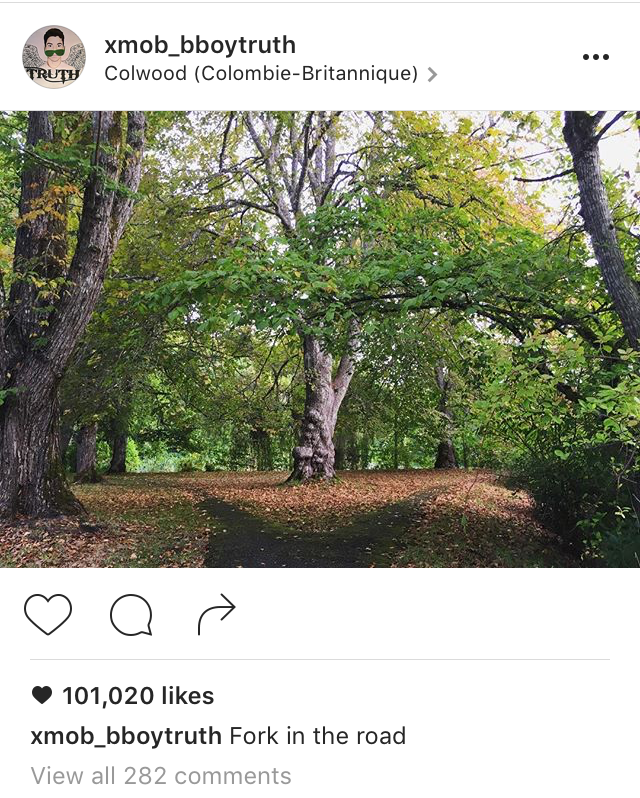 TRUTH
xmob_bboytruth
Colwood (Colombie-Britannique)
101,020 likes
xmob_bboytruth Fork in the road
View all 282 comments